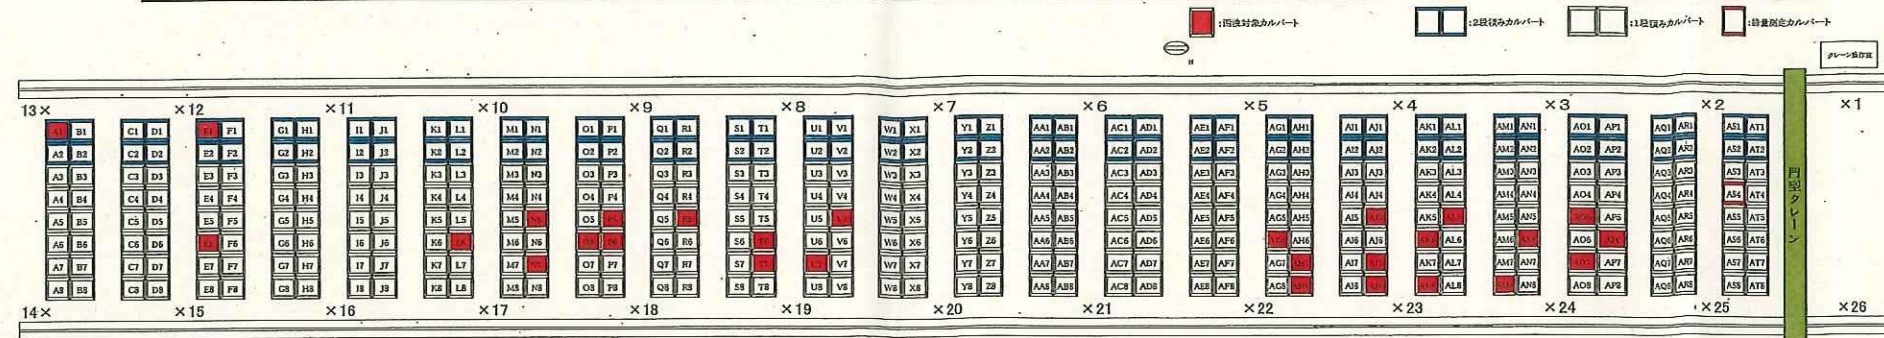 :2段積みカルバート
:1段積みカルバート
N
13× ×12 ×11 ×10 ×9 ×8 ×7 ×6 ×5 ×4 ×3 ×2 ×1
A1 B1 C1 D1 E1 F1 G1 H1 I1 J1 K1 L1 M1 N1 O1 P1 Q1 R1 S1 T1 U1 V1 W1 X1 Y1 Z1 AA1 AB1 AC1 AD1 AE1 AF1 AG1 AH1 AI1 AJ1 AK1 AL1 AM1 AN1 AO1 AP1 AQ1 AR1 AS1 AT1
A2 B2 C2 D2 E2 F2 G2 H2 I2 J2 K2 L2 M2 N2 O2 P2 Q2 R2 S2 T2 U2 V2 W2 X2 Y2 Z2 AA2 AB2 AC2 AD2 AE2 AF2 AG2 AH2 AI2 AJ2 AK2 AL2 AM2 AN2 AO2 AP2 AQ2 AR2 AS2 AT2
A3 B3 C3 D3 E3 F3 G3 H3 I3 J3 K3 L3 M3 N3 O3 P3 Q3 R3 S3 T3 U3 V3 W3 X3 Y3 Z3 AA3 AB3 AC3 AD3 AE3 AF3 AG3 AH3 AI3 AJ3 AK3 AL3 AM3 AN3 AO3 AP3 AQ3 AR3 AS3 AT3
A4 B4 C4 D4 E4 F4 G4 H4 I4 J4 K4 L4 M4 N4 O4 P4 Q4 R4 S4 T4 U4 V4 W4 X4 Y4 Z4 AA4 AB4 AC4 AD4 AE4 AF4 AG4 AH4 AI4 AJ4 AK4 AL4 AM4 AN4 AO4 AP4 AQ4 AR4 AS4 AT4
A5 B5 C5 D5 E5 F5 G5 H5 I5 J5 K5 L5 M5 O5 Q5 S5 T5 U5 W5 X5 Y5 Z5 AA5 AB5 AC5 AD5 AE5 AF5 AG5 AH5 AI5 AK5 AM5 AN5 AP5 AQ5 AR5 AS5 AT5
A6 B6 C6 D6 F6 G6 H6 I6 J6 K6 M6 N6 Q6 R6 S6 U6 V6 W6 X6 Y6 Z6 AA6 AB6 AC6 AD6 AE6 AF6 AH6 AI6 AJ6 AL6 AM6 AO6 AQ6 AR6 AS6 AT6
A7 B7 C7 D7 E7 F7 G7 H7 I7 J7 K7 L7 M7 O7 P7 Q7 R7 S7 V7 W7 X7 Y7 Z7 AA7 AB7 AC7 AD7 AE7 AF7 AG7 AI7 AK7 AL7 AM7 AN7 AP7 AQ7 AR7 AS7 AT7
A8 B8 C8 D8 E8 F8 G8 H8 I8 J8 K8 L8 M8 N8 O8 P8 Q8 R8 S8 T8 U8 V8 W8 X8 Y8 Z8 AA8 AB8 AC8 AD8 AE8 AF8 AG8 AI8 AL8 AN8 AO8 AP8 AQ8 AR8 AS8 AT8
門型クレーン
14× ×15 ×16 ×17 ×18 ×19 ×20 ×21 ×22 ×23 ×24 ×25 ×26